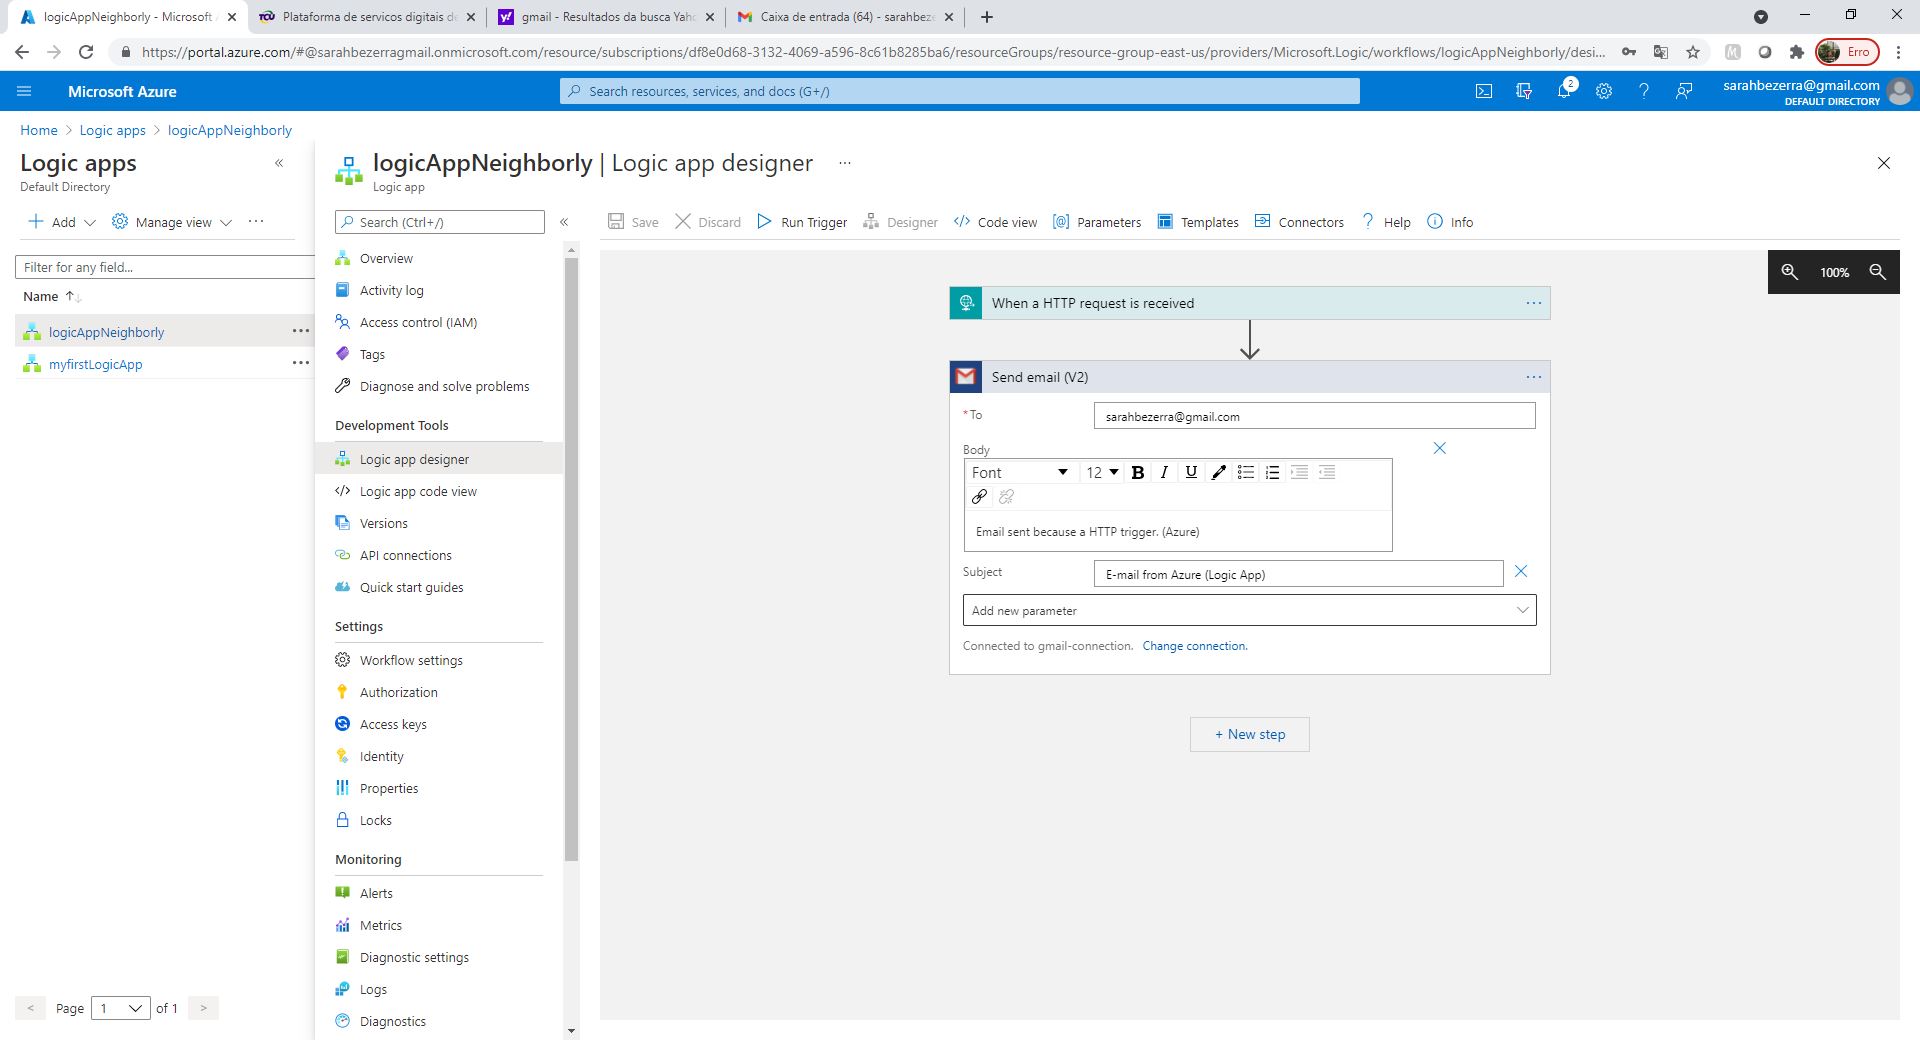 logicAppNeighborly - Microsoft A
Plataforma de servicos digitais de
gmail - Resultados da busca Yaho
Caixa de entrada (64) - sarahbeze
https://portal.azure.com/#@sarahbezerragmail.onmicrosoft.com/resource/subscriptions/df8e0d68-3132-4069-a596-8c61b8285ba6/resourceGroups/resource-group-east-us/providers/Microsoft.Logic/workflows/logicAppNeighborly/desi...
Erro
Microsoft Azure
Search resources, services, and docs (G+/)
2
sarahbezerra@gmail.com
DEFAULT DIRECTORY
Home > Logic apps > logicAppNeighborly
Logic apps
Default Directory
Add
Manage view
Filter for any field...
Name
logicAppNeighborly
myfirstLogicApp
Page 1 of 1
logicAppNeighborly | Logic app designer
Logic app
Search (Ctrl+/)
Overview
Activity log
Access control (IAM)
Tags
Diagnose and solve problems
Development Tools
Logic app designer
Logic app code view
Versions
API connections
Quick start guides
Settings
Workflow settings
Authorization
Access keys
Identity
Properties
Locks
Monitoring
Alerts
Metrics
Diagnostic settings
Logs
Diagnostics
Save Discard Run Trigger Designer Code view Parameters Templates Connectors Help Info
100%
When a HTTP request is received
Send email (V2)
* To
sarahbezerra@gmail.com
Body
Font 12 B I U
Email sent because a HTTP trigger. (Azure)
Subject
E-mail from Azure (Logic App)
Add new parameter
Connected to gmail-connection. Change connection.
+ New step